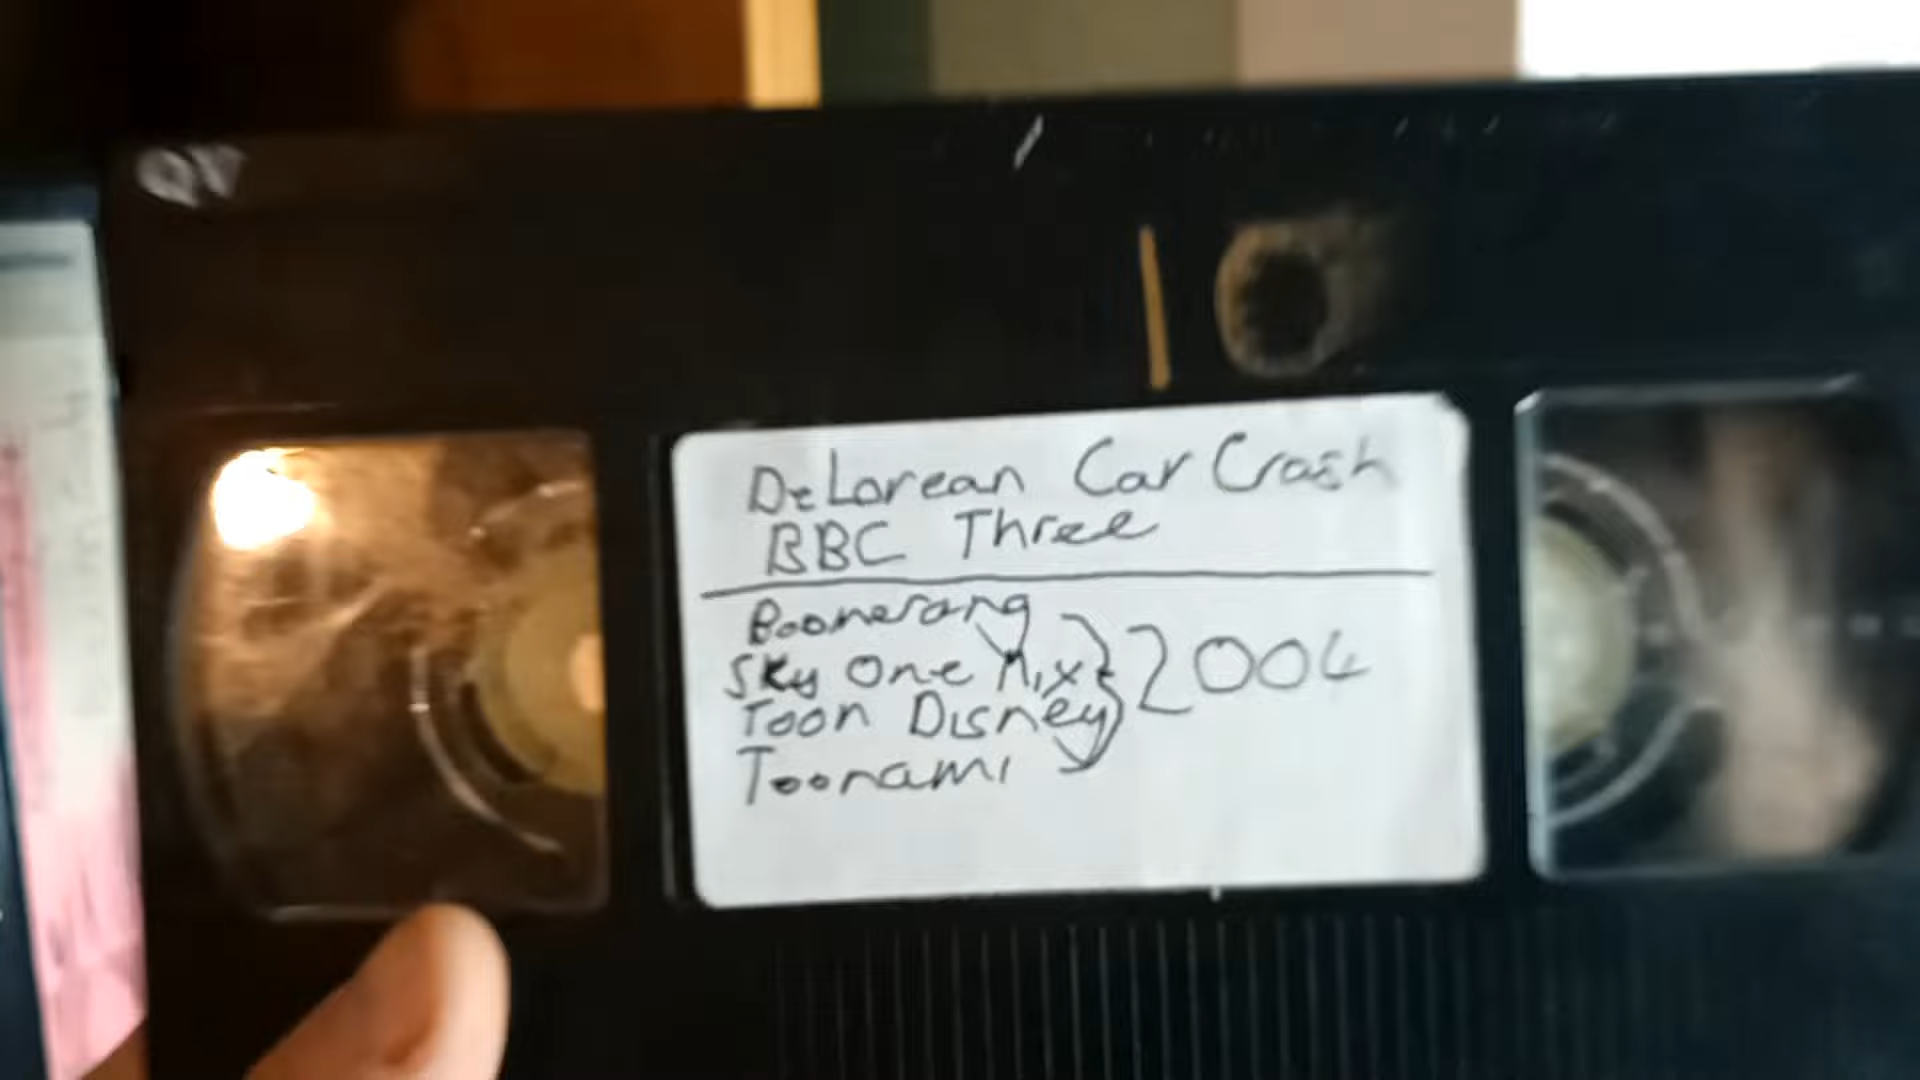 DeLorean Car Crash
BBC Three
Boomerang
Sky One Mix
Toon Disney
Toonami
2004